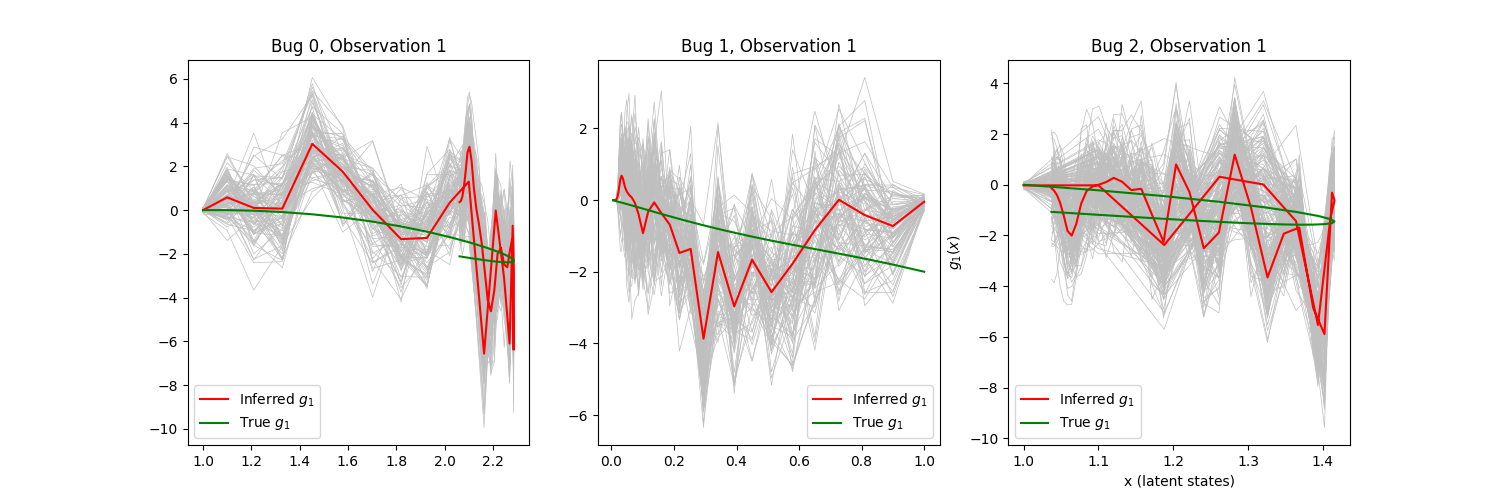 Bug 0, Observation 1
6
4
2
0
−2
−4
−6
−8
−10
1.0 1.2 1.4 1.6 1.8 2.0 2.2
Inferred g₁
True g₁
Bug 1, Observation 1
2
0
−2
−4
−6
0.0 0.2 0.4 0.6 0.8 1.0
Inferred g₁
True g₁
Bug 2, Observation 1
g₁(x)
4
2
0
−2
−4
−6
−8
−10
1.0 1.1 1.2 1.3 1.4
x (latent states)
Inferred g₁
True g₁